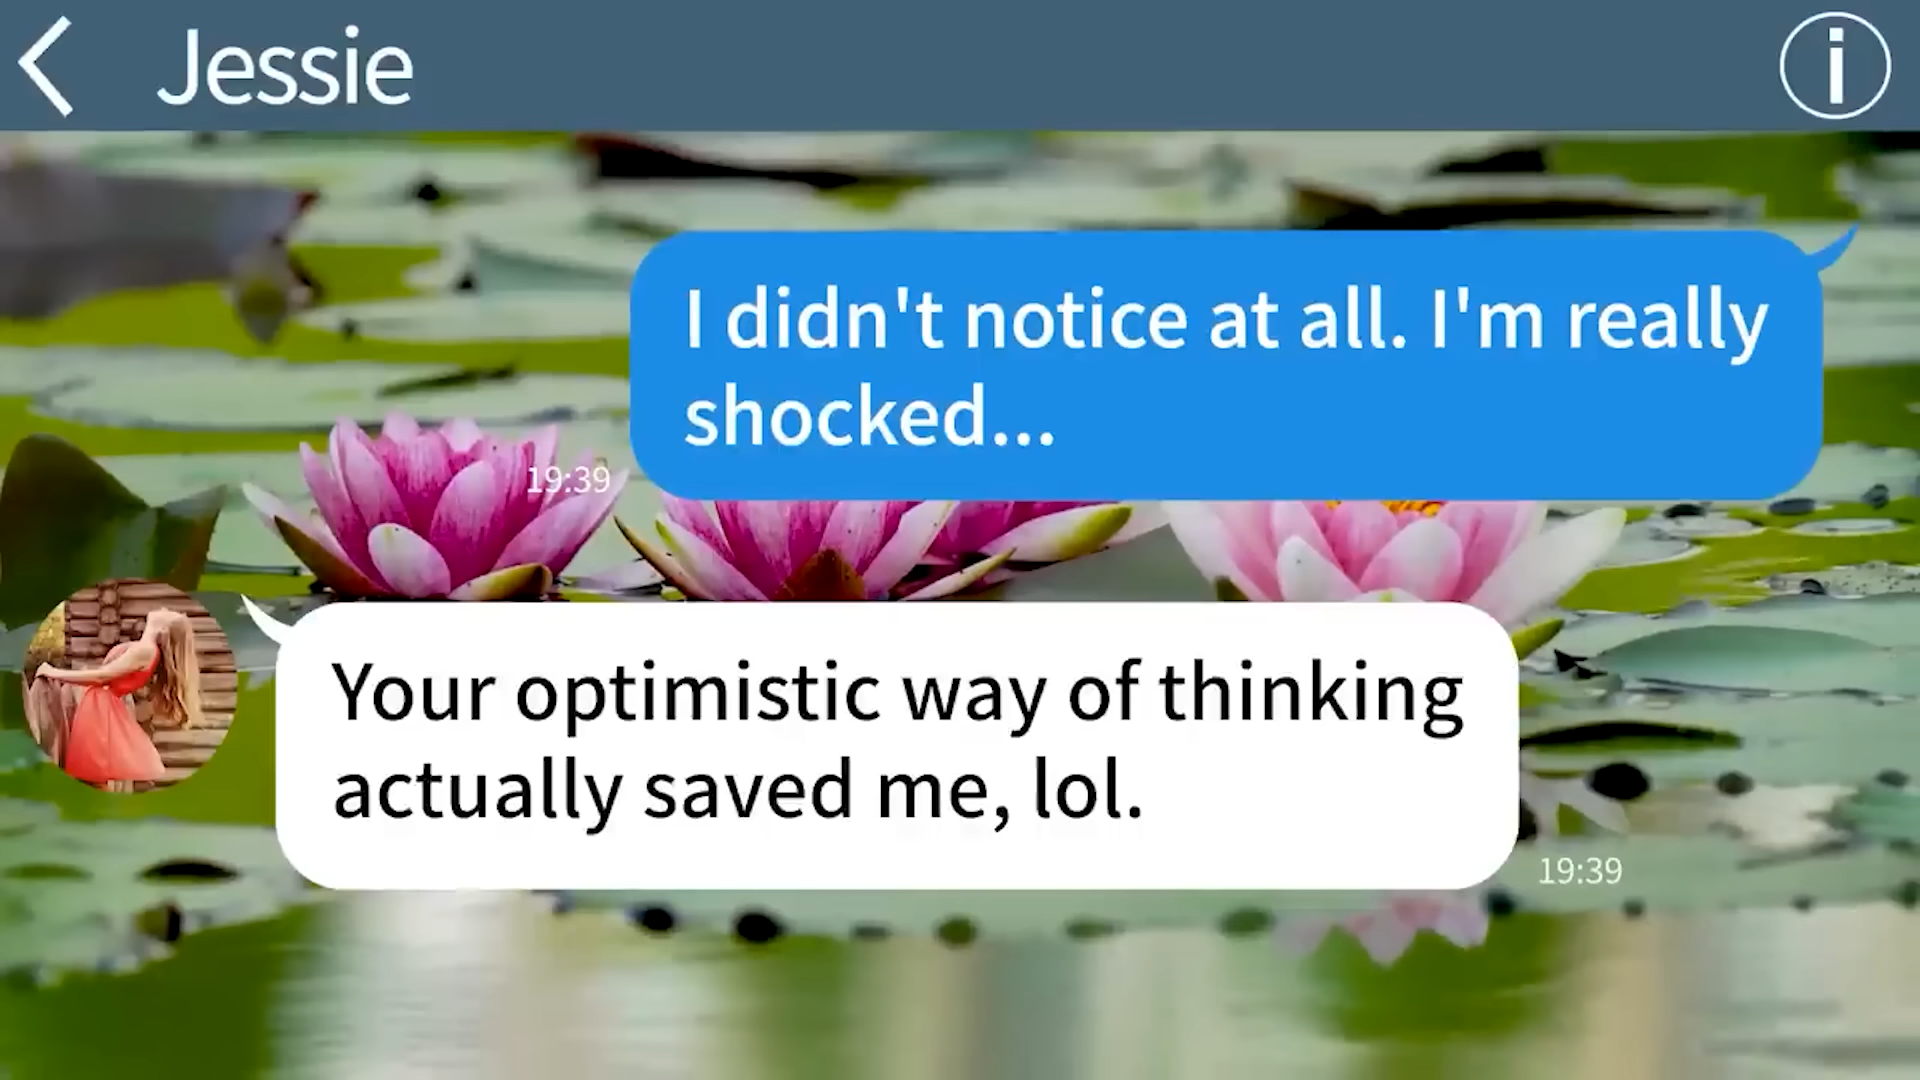 Jessie
I didn't notice at all. I'm really
shocked...
19:39
Your optimistic way of thinking
actually saved me, lol.
19:39